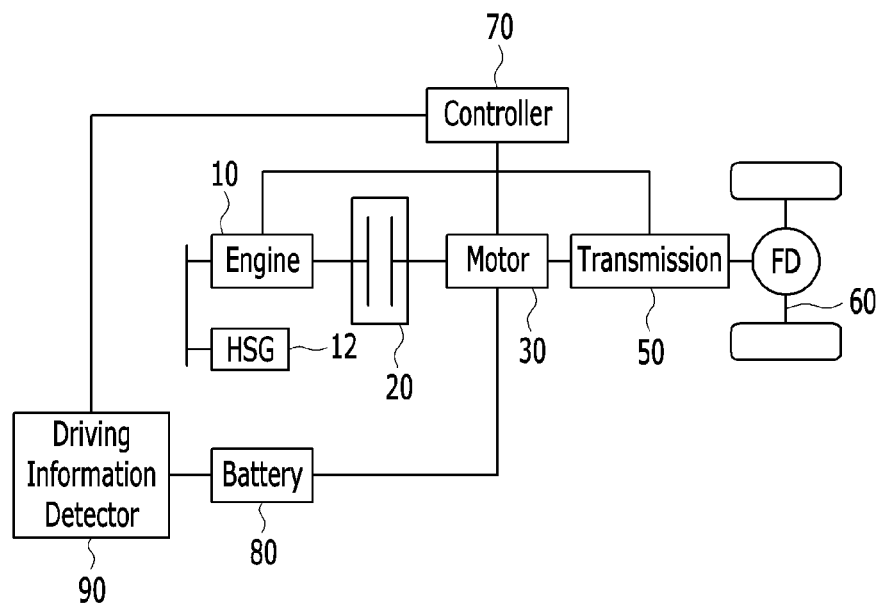 70
Controller
10
Engine
Motor
Transmission
FD
60
HSG
12
20
30
50
Driving
Information
Detector
Battery
80
90